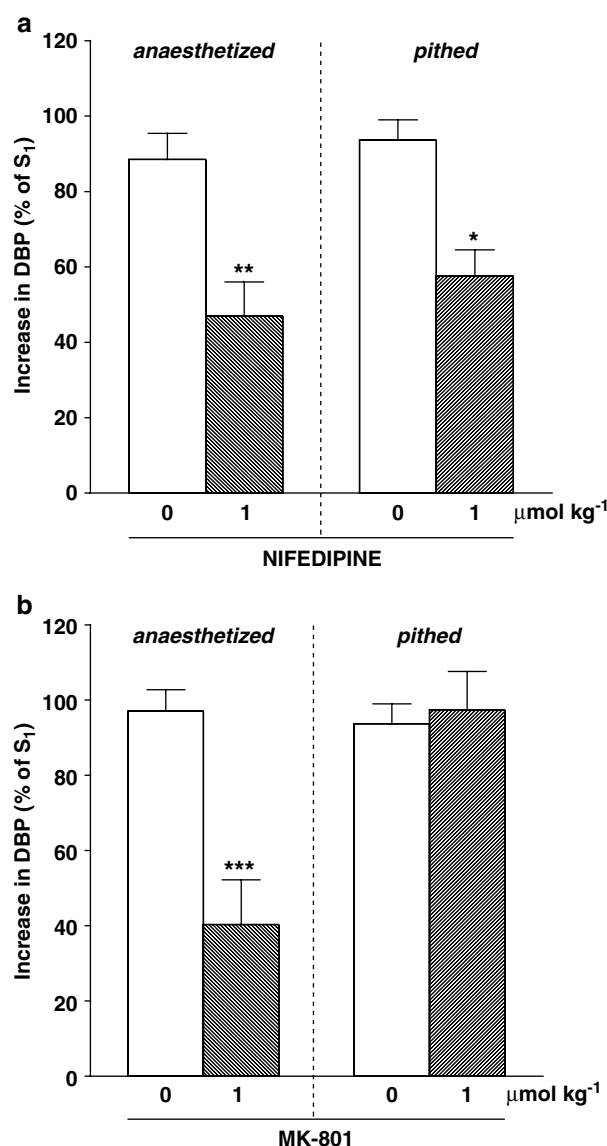 a
120
100
80
60
40
20
0
Increase in DBP (% of S₁)
anaesthetized
pithed
**
*
0 1 0 1 μmol kg⁻¹
NIFEDIPINE
b
120
100
80
60
40
20
0
Increase in DBP (% of S₁)
anaesthetized
pithed
***
0 1 0 1 μmol kg⁻¹
MK-801